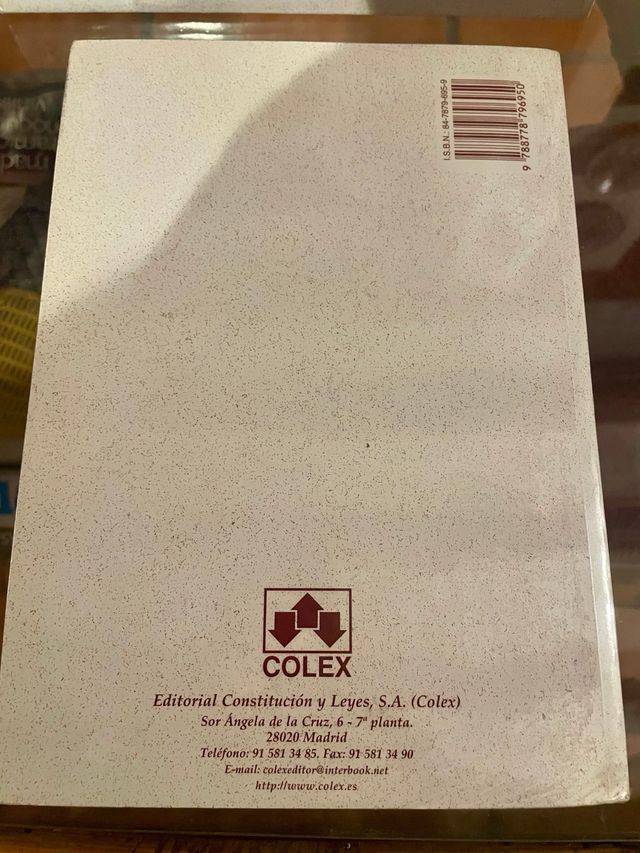 I.S.B.N.: 84-7879-695-9
9 788778 796950
COLEX
Editorial Constitución y Leyes, S.A. (Colex)
Sor Ángela de la Cruz, 6 - 7ª planta.
28020 Madrid
Teléfono: 91 581 34 85. Fax: 91 581 34 90
E-mail: colexeditor@interbook.net
http://www.colex.es